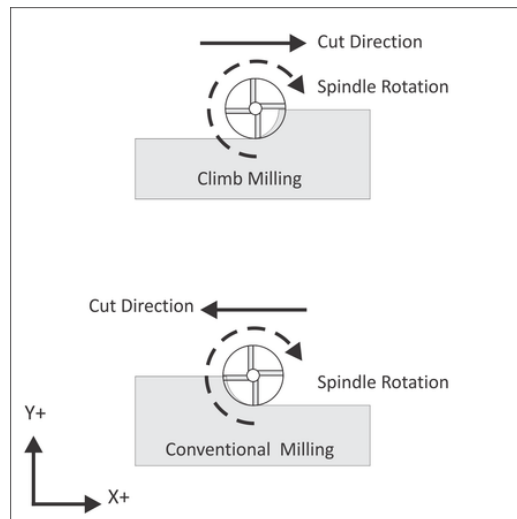 Cut Direction
Spindle Rotation
Climb Milling
Cut Direction
Spindle Rotation
Conventional Milling
Y+
X+